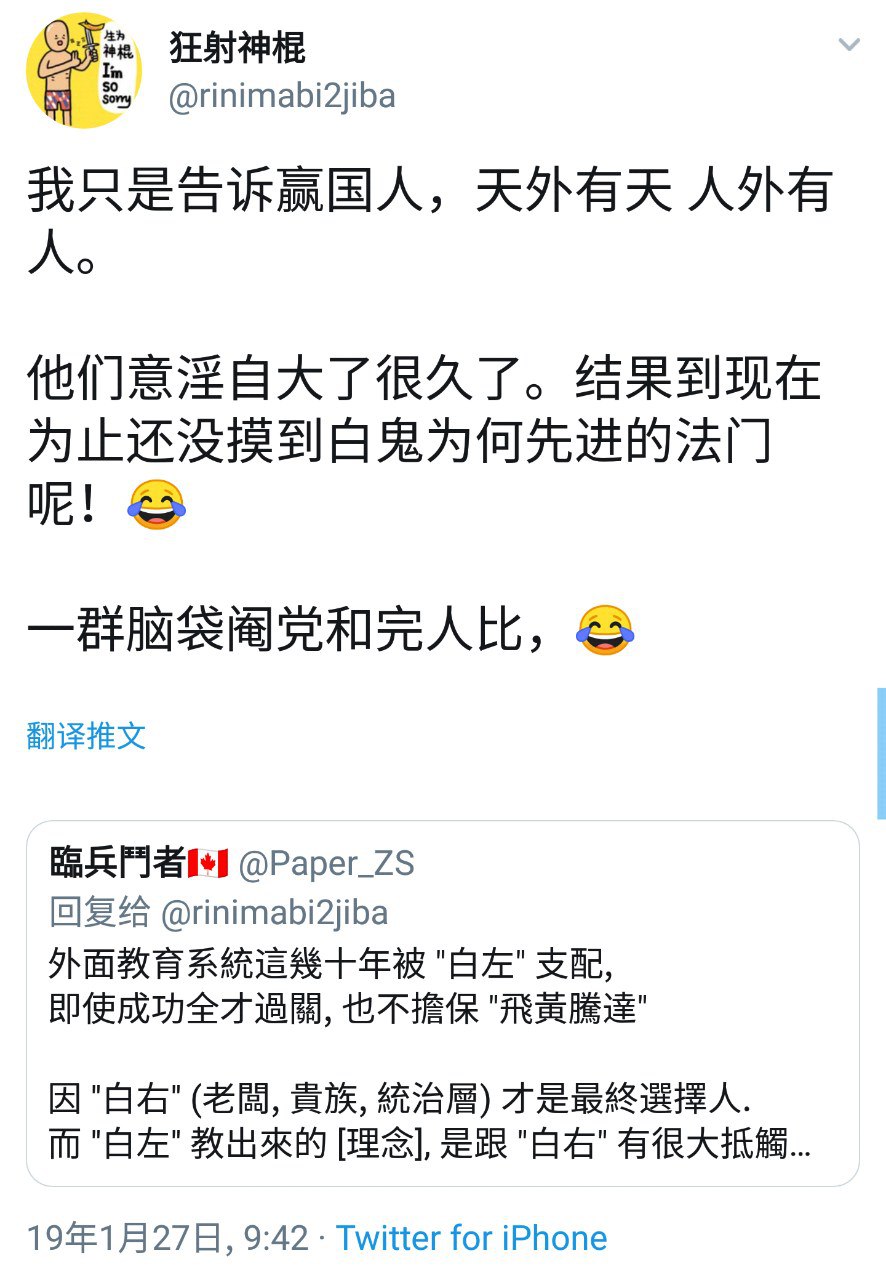 生为
神棍
I'm
so
sorry
狂射神棍
@rinimabi2jiba
我只是告诉赢国人，天外有天 人外有
人。
他们意淫自大了很久了。结果到现在
为止还没摸到白鬼为何先进的法门
呢！😂
一群脑袋阉党和完人比，😂
翻译推文
臨兵鬥者🇨🇦 @Paper_ZS
回复给 @rinimabi2jiba
外面教育系統這幾十年被 "白左" 支配,
即使成功全才過關, 也不擔保 "飛黃騰達"
因 "白右" (老闆, 貴族, 統治層) 才是最終選擇人.
而 "白左" 教出來的 [理念], 是跟 "白右" 有很大抵觸...
19年1月27日, 9:42 · Twitter for iPhone